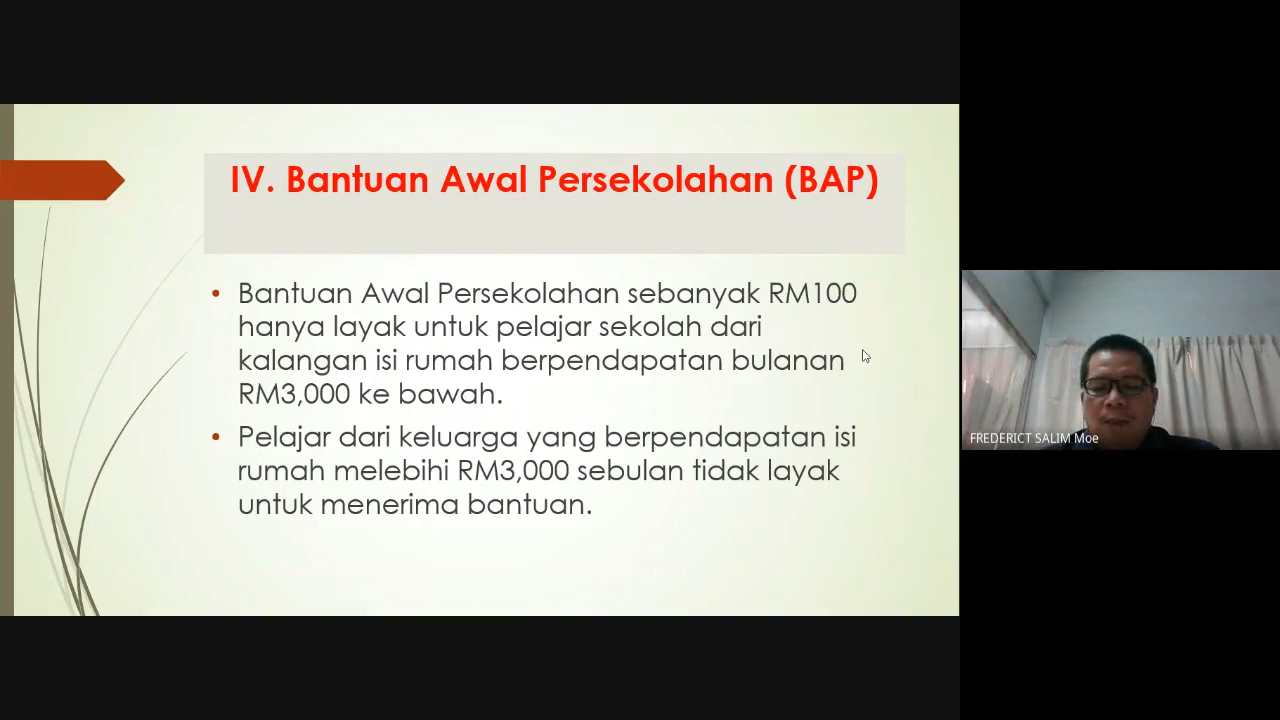 IV. Bantuan Awal Persekolahan (BAP)
• Bantuan Awal Persekolahan sebanyak RM100
hanya layak untuk pelajar sekolah dari
kalangan isi rumah berpendapatan bulanan
RM3,000 ke bawah.
• Pelajar dari keluarga yang berpendapatan isi
rumah melebihi RM3,000 sebulan tidak layak
untuk menerima bantuan.
FREDERICT SALIM Moe